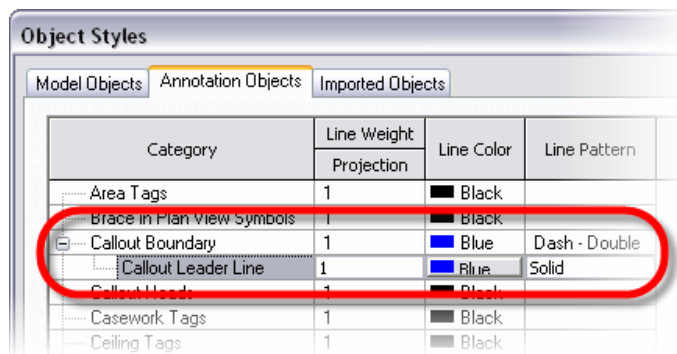 Object Styles
Model Objects Annotation Objects Imported Objects
Category Line Weight Line Color Line Pattern
Projection
Area Tags 1 Black
Brace in Plan View Symbols 1 Black
Callout Boundary 1 Blue Dash - Double
Callout Leader Line 1 Blue Solid
Callout Heads 1 Black
Casework Tags 1 Black
Ceiling Tags 1 Black